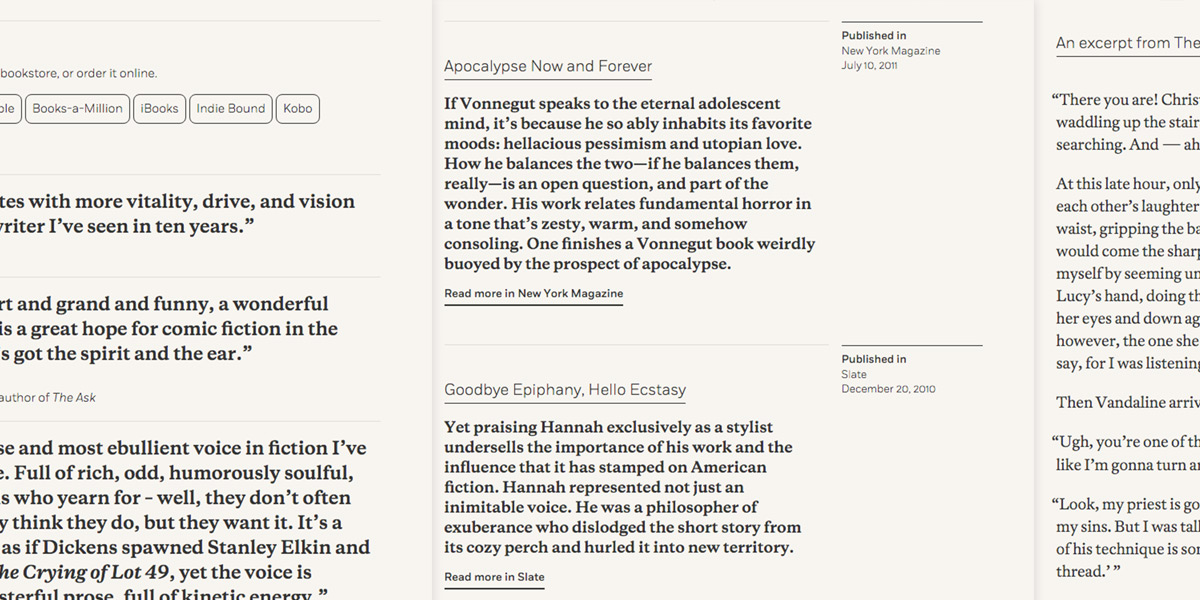 bookstore, or order it online.
Books-a-Million
iBooks
Indie Bound
Kobo
with more vitality, drive, and vision
I’ve seen in ten years.”
and grand and funny, a wonderful
is a great hope for comic fiction in the
got the spirit and the ear.”
author of The Ask
and most ebullient voice in fiction I’ve
Full of rich, odd, humorously soulful,
who yearn for – well, they don’t often
think they do, but they want it. It’s a
as if Dickens spawned Stanley Elkin and
Crying of Lot 49, yet the voice is
prose, full of kinetic energy.”
Apocalypse Now and Forever
If Vonnegut speaks to the eternal adolescent
mind, it’s because he so ably inhabits its favorite
moods: hellacious pessimism and utopian love.
How he balances the two—if he balances them,
really—is an open question, and part of the
wonder. His work relates fundamental horror in
a tone that’s zesty, warm, and somehow
consoling. One finishes a Vonnegut book weirdly
buoyed by the prospect of apocalypse.
Read more in New York Magazine
Published in
New York Magazine
July 10, 2011
Goodbye Epiphany, Hello Ecstasy
Yet praising Hannah exclusively as a stylist
undersells the importance of his work and the
influence that it has stamped on American
fiction. Hannah represented not just an
inimitable voice. He was a philosopher of
exuberance who dislodged the short story from
its cozy perch and hurled it into new territory.
Read more in Slate
Published in
Slate
December 20, 2010
An excerpt from The
“There you are! Christ
waddling up the stair
searching. And — ah
At this late hour, only
each other’s laughter
waist, gripping the ba
would come the sharp
myself by seeming un
Lucy’s hand, doing th
her eyes and down ag
however, the one she
say, for I was listening
Then Vandaline arriv
“Ugh, you’re one of th
like I’m gonna turn a
“Look, my priest is go
my sins. But I was tal
of his technique is so
thread.’ ”